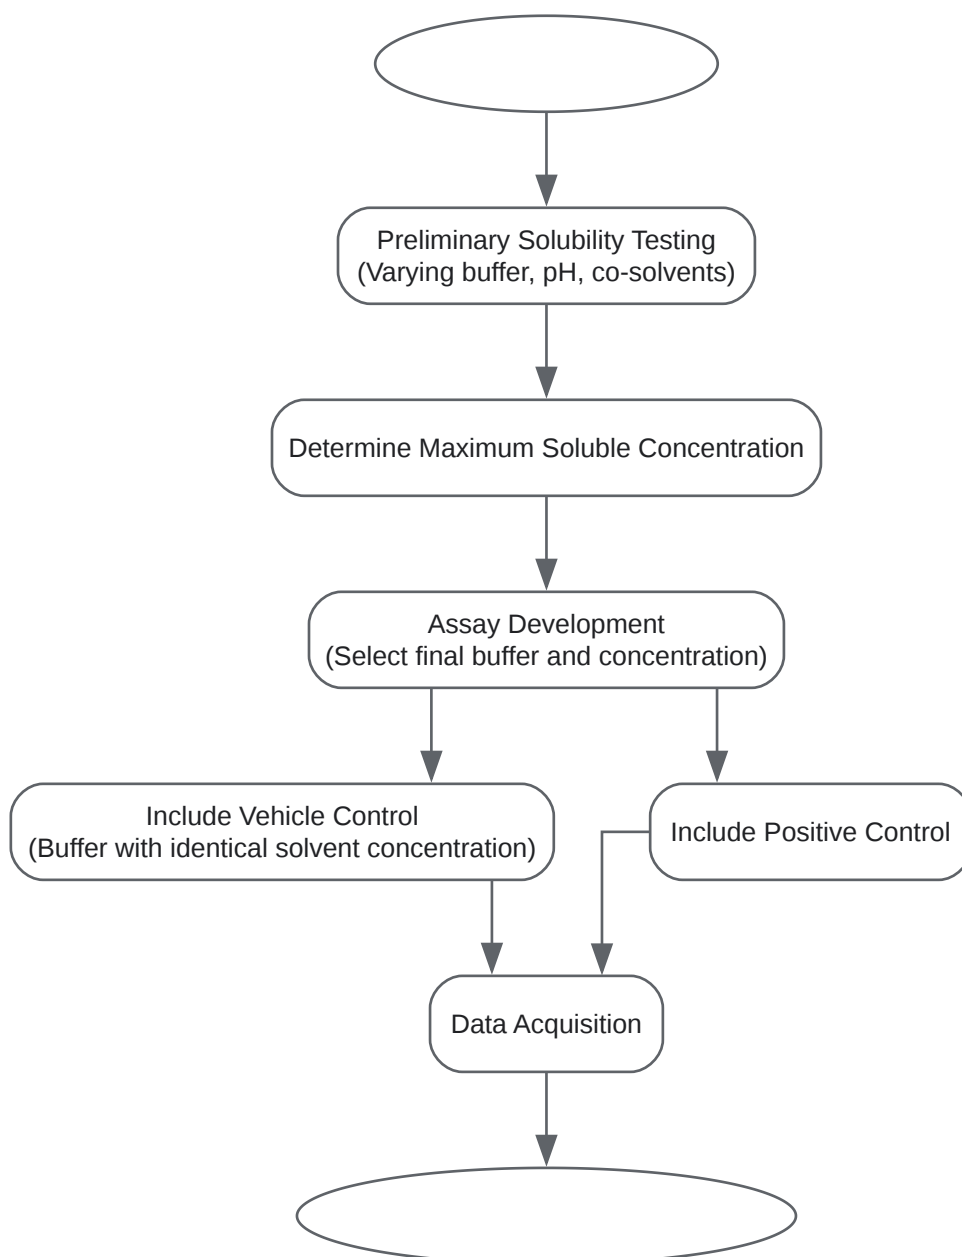 Preliminary Solubility Testing
(Varying buffer, pH, co-solvents)
Determine Maximum Soluble Concentration
Assay Development
(Select final buffer and concentration)
Include Vehicle Control
(Buffer with identical solvent concentration)
Include Positive Control
Data Acquisition